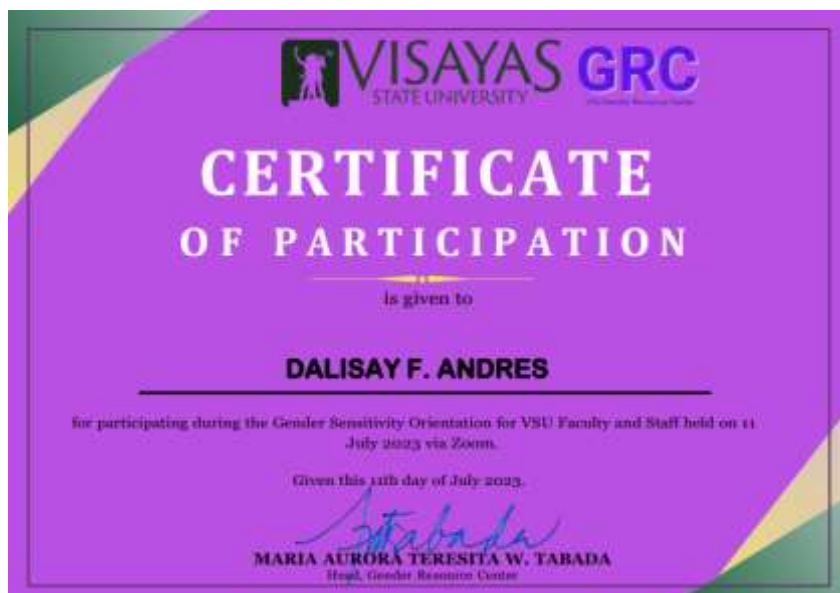 VISAYAS
STATE UNIVERSITY
GRC
CERTIFICATE
OF PARTICIPATION
is given to
DALISAY F. ANDRES
for participating during the Gender Sensitivity Orientation for VSU Faculty and Staff held on 11
July 2023 via Zoom.
Given this 11th day of July 2023.
MARIA AURORA TERESITA W. TABADA
Head, Gender Resource Center